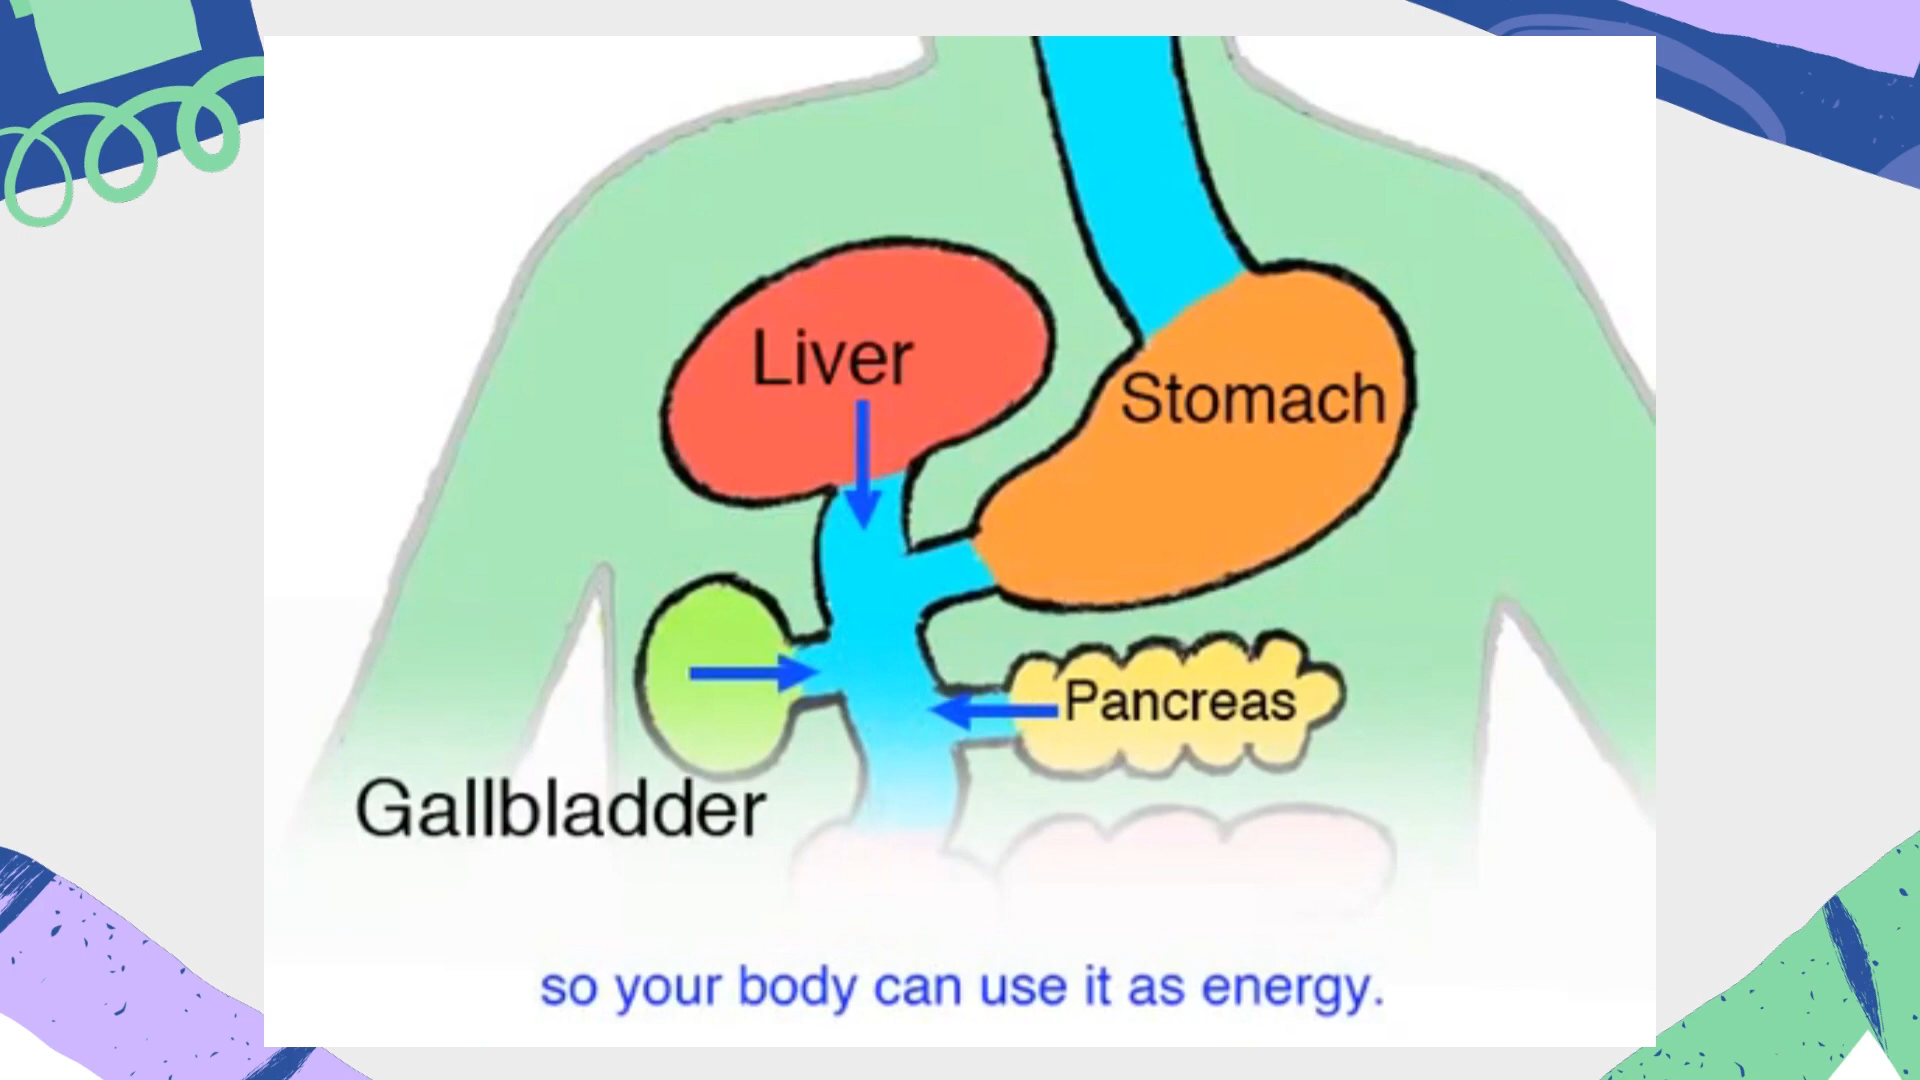 Liver
Stomach
Pancreas
Gallbladder
so your body can use it as energy.